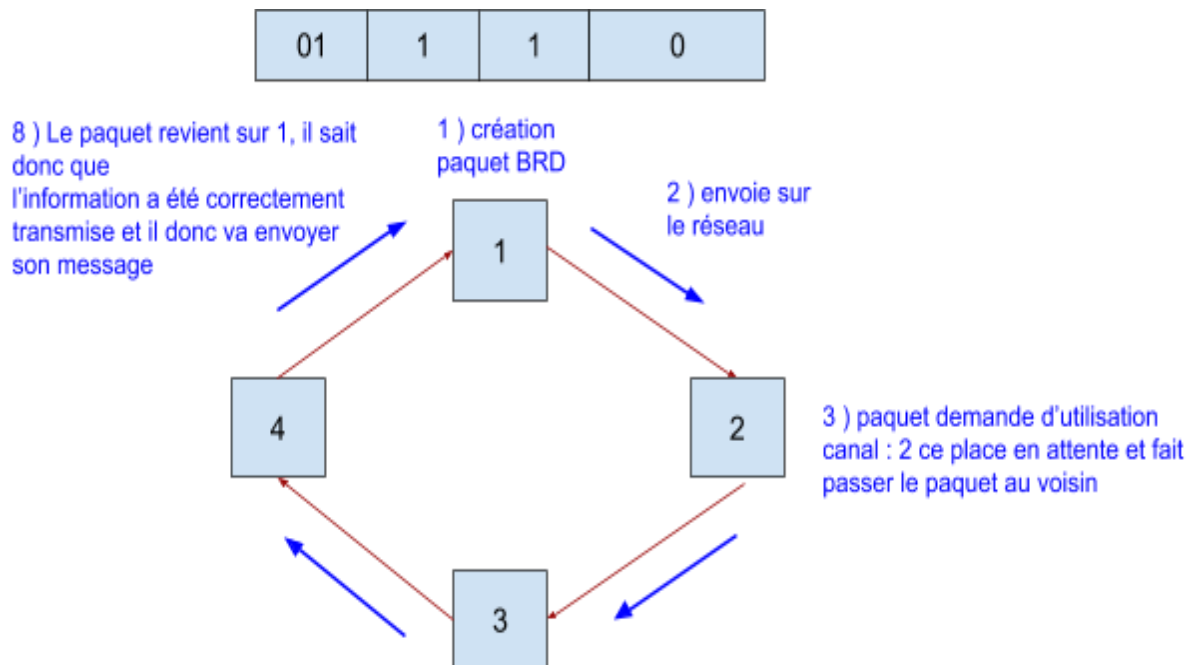 01 1 1 0
8 ) Le paquet revient sur 1, il sait
donc que
l'information a été correctement
transmise et il donc va envoyer
son message
1 ) création
paquet BRD
2 ) envoie sur
le réseau
1
4
2
3 ) paquet demande d'utilisation
canal : 2 ce place en attente et fait
passer le paquet au voisin
3